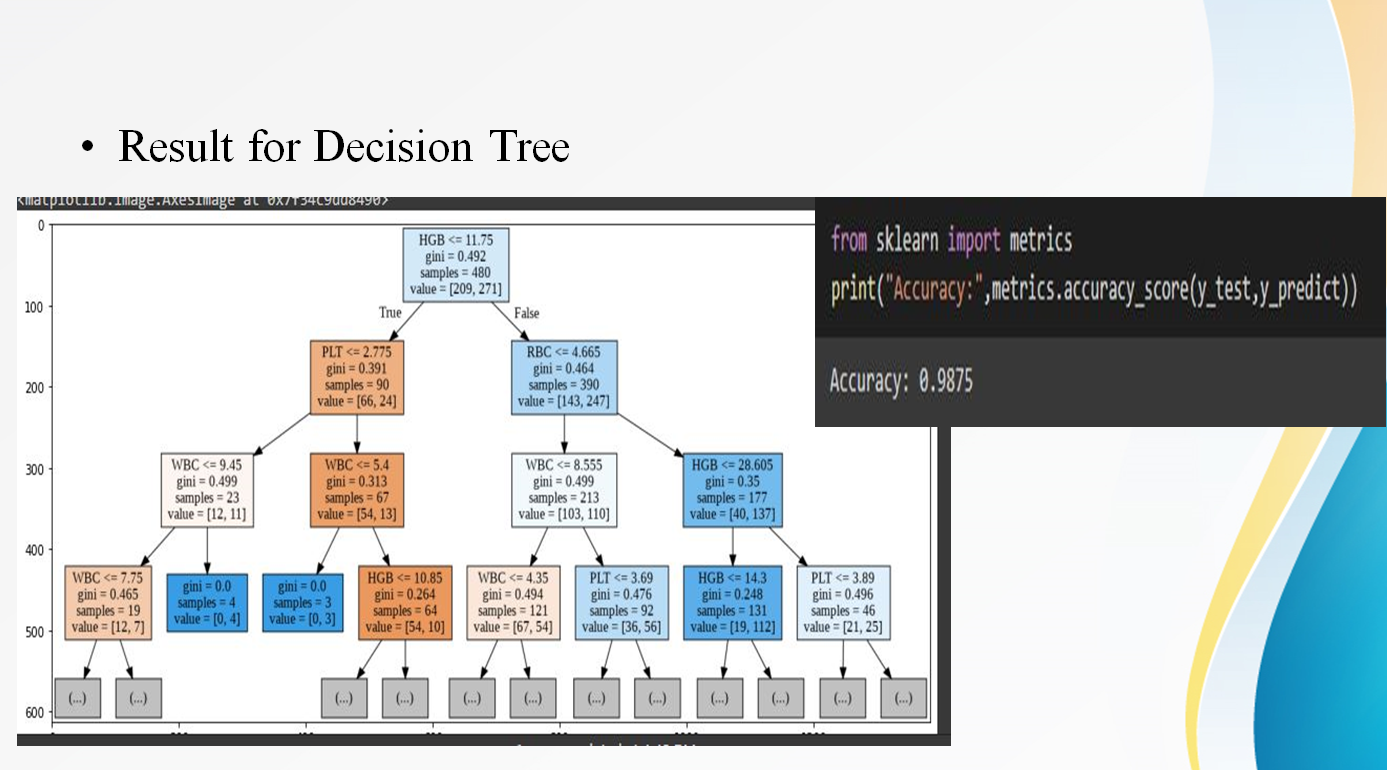 • Result for Decision Tree
<matplotlib.image.AxesImage at 0x7f34c9dd8490>
from sklearn import metrics
print("Accuracy:",metrics.accuracy_score(y_test,y_predict))
Accuracy: 0.9875
0
100
200
300
400
500
600
HGB <= 11.75
gini = 0.492
samples = 480
value = [209, 271]
True
False
PLT <= 2.775
gini = 0.391
samples = 90
value = [66, 24]
RBC <= 4.665
gini = 0.464
samples = 390
value = [143, 247]
WBC <= 9.45
gini = 0.499
samples = 23
value = [12, 11]
WBC <= 5.4
gini = 0.313
samples = 67
value = [54, 13]
WBC <= 8.555
gini = 0.499
samples = 213
value = [103, 110]
HGB <= 28.605
gini = 0.35
samples = 177
value = [40, 137]
WBC <= 7.75
gini = 0.465
samples = 19
value = [12, 7]
gini = 0.0
samples = 4
value = [0, 4]
gini = 0.0
samples = 3
value = [0, 3]
HGB <= 10.85
gini = 0.264
samples = 64
value = [54, 10]
WBC <= 4.35
gini = 0.494
samples = 121
value = [67, 54]
PLT <= 3.69
gini = 0.476
samples = 92
value = [36, 56]
HGB <= 14.3
gini = 0.248
samples = 131
value = [19, 112]
PLT <= 3.89
gini = 0.496
samples = 46
value = [21, 25]
(...)
(...)
(...)
(...)
(...)
(...)
(...)
(...)
(...)
(...)
(...)
(...)